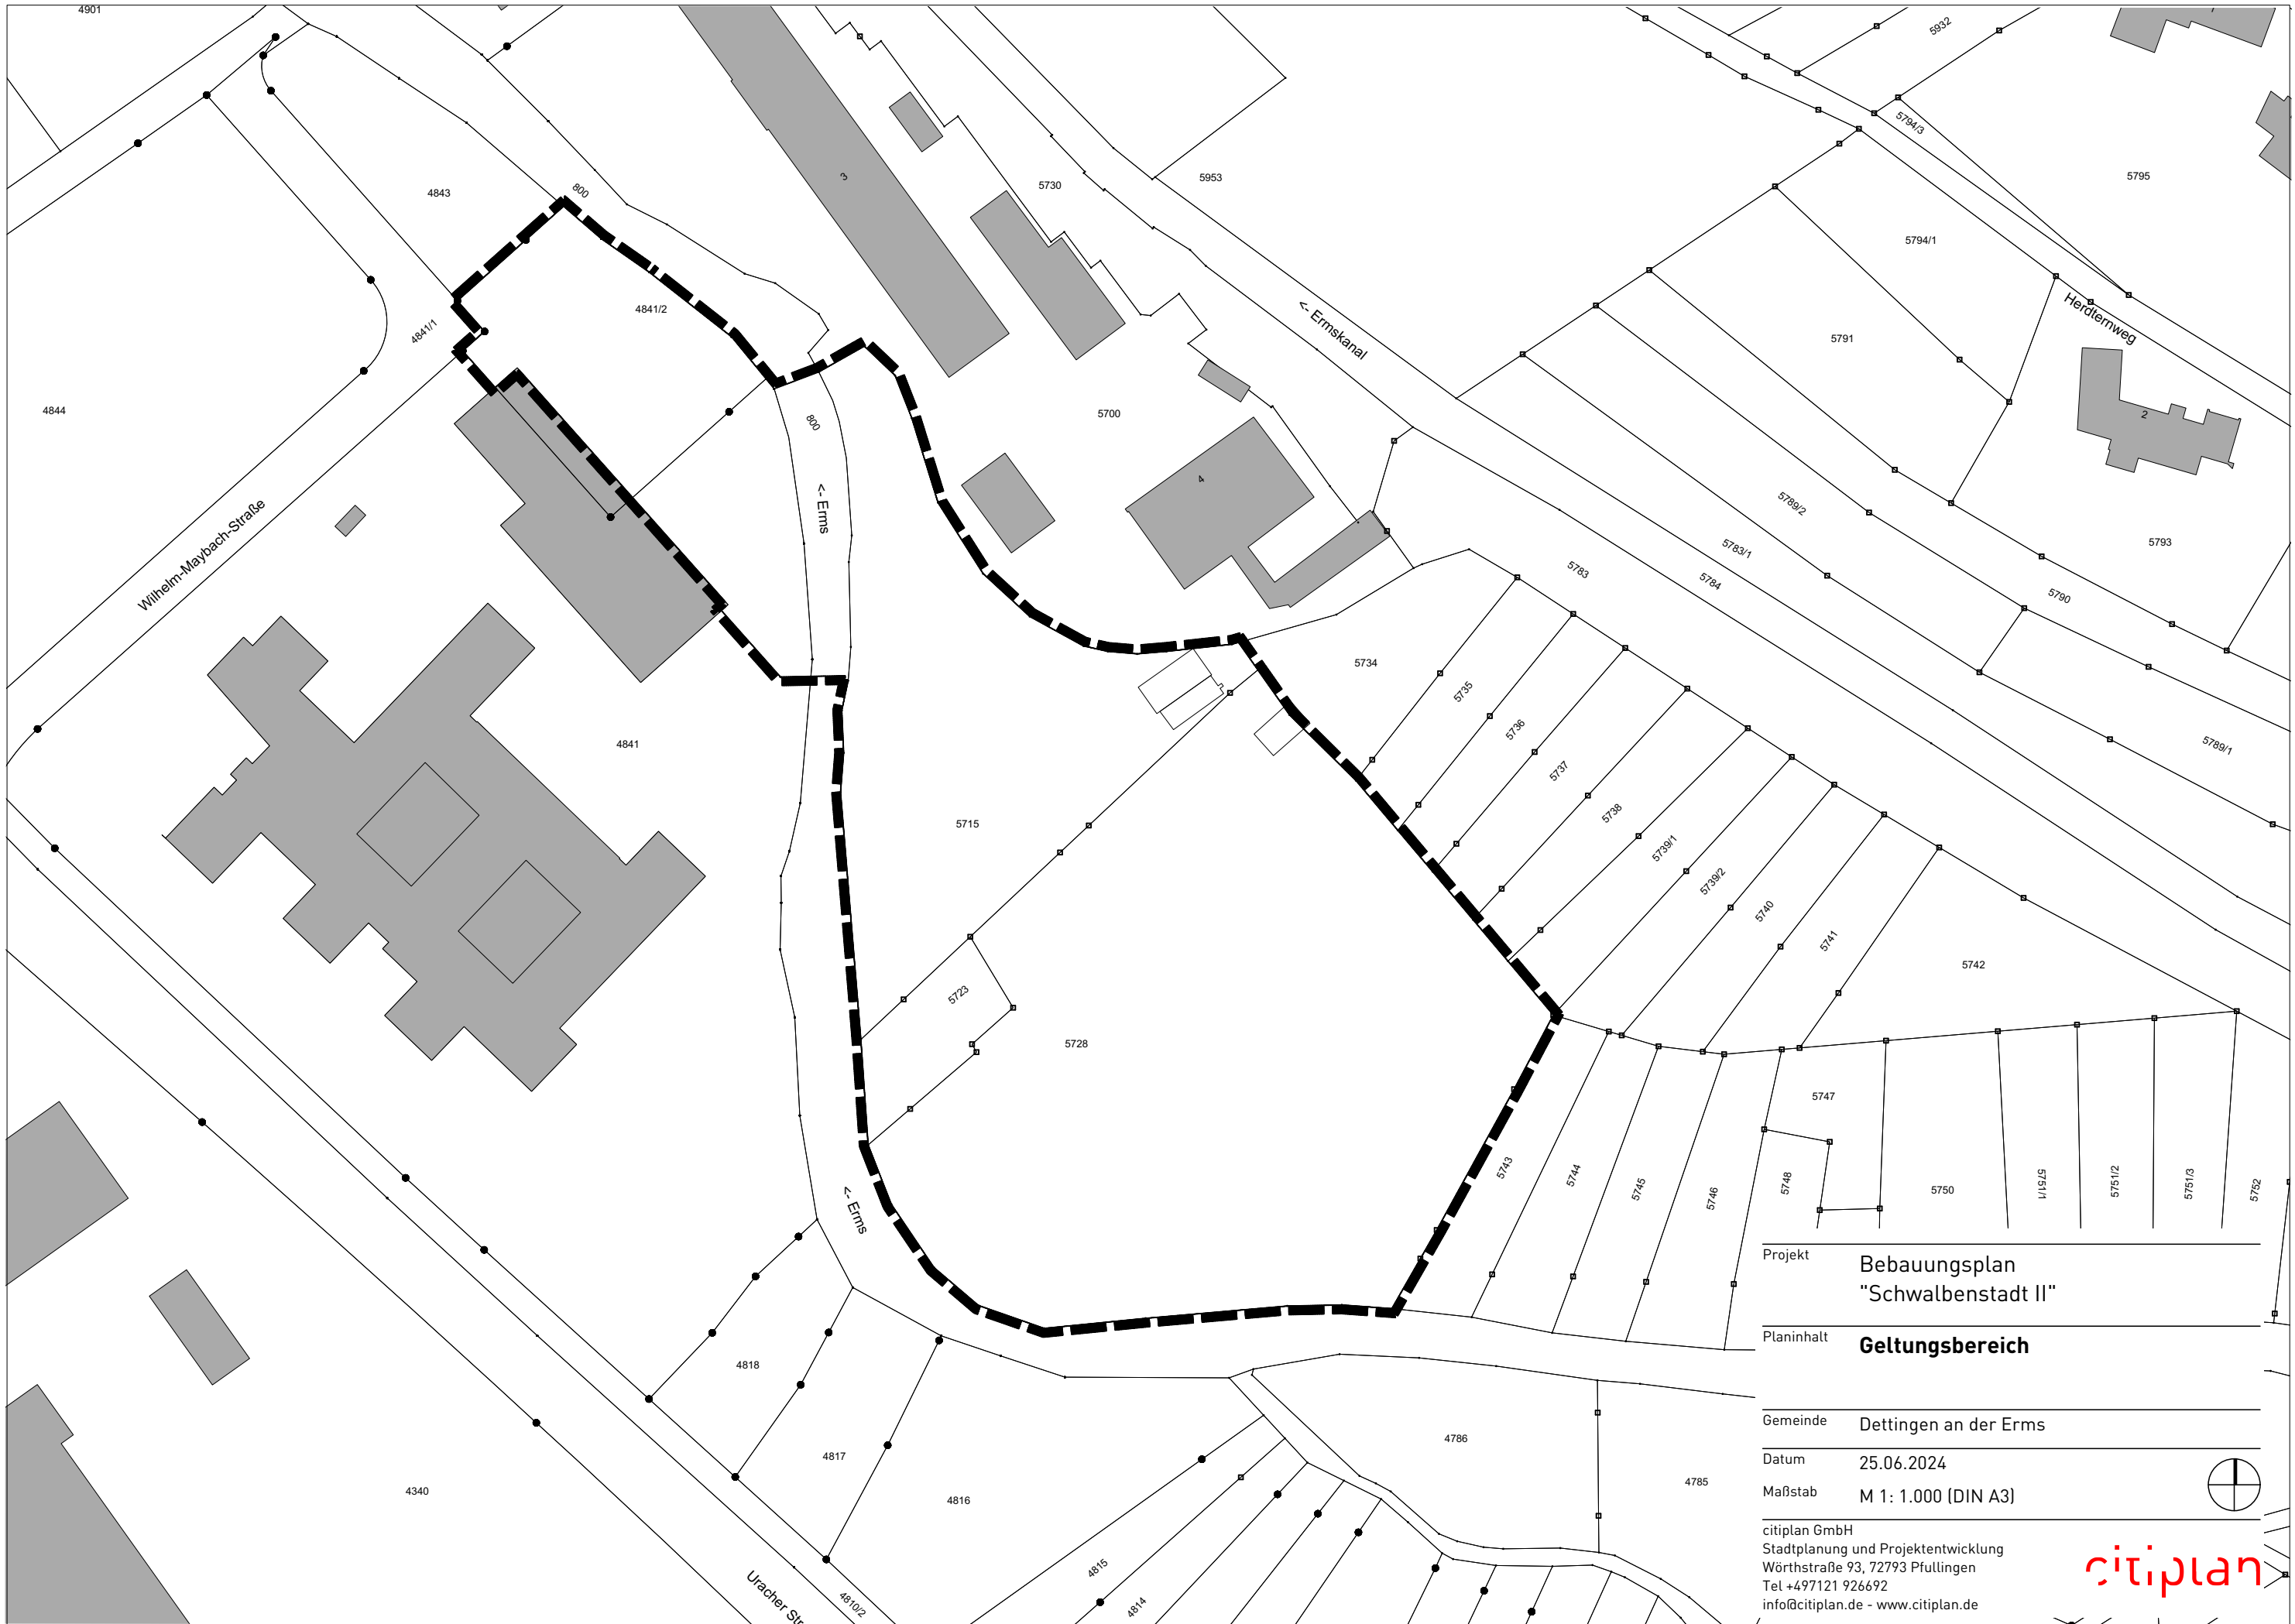 4901
5932
7
5794/3
3
5795
800
4843
5730
5953
5794/1
4841/2
<- Ermskanal
Herdternweg
4841/1
5791
4844
5700
800
2
4
<- Erms
5789/2
Wilhelm-Maybach-Straße
5783/1
5793
5783
5784
5790
5734
5735
5736
4841
5789/1
5737
5738
5715
5739/1
5739/2
5740
5741
5742
5723
5728
5747
5743
5744
5745
5746
5748
5750
5751/1
5751/2
5751/3
5752
<- Erms
Projekt
Bebauungsplan
"Schwalbenstadt II"
Planinhalt
Geltungsbereich
4818
4786
Gemeinde
Dettingen an der Erms
4817
Datum
25.06.2024
4785
4340
4816
Maßstab
M 1: 1.000 (DIN A3)
citiplan GmbH
Stadtplanung und Projektentwicklung
Wörthstraße 93, 72793 Pfullingen
Tel +497121 926692
info@citiplan.de - www.citiplan.de
citiplan
4815
4814
4810/2
Uracher